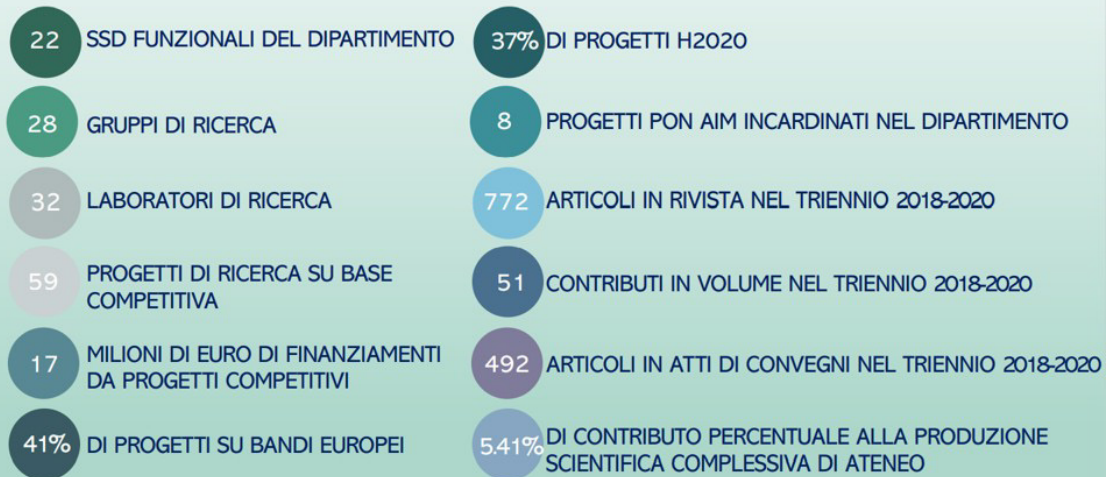 22 SSD FUNZIONALI DEL DIPARTIMENTO
28 GRUPPI DI RICERCA
32 LABORATORI DI RICERCA
59 PROGETTI DI RICERCA SU BASE
COMPETITIVA
17 MILIONI DI EURO DI FINANZIAMENTI
DA PROGETTI COMPETITIVI
41% DI PROGETTI SU BANDI EUROPEI
37% DI PROGETTI H2020
8 PROGETTI PON AIM INCARDINATI NEL DIPARTIMENTO
772 ARTICOLI IN RIVISTA NEL TRIENNIO 2018-2020
51 CONTRIBUTI IN VOLUME NEL TRIENNIO 2018-2020
492 ARTICOLI IN ATTI DI CONVEGNI NEL TRIENNIO 2018-2020
5.41% DI CONTRIBUTO PERCENTUALE ALLA PRODUZIONE
SCIENTIFICA COMPLESSIVA DI ATENEO